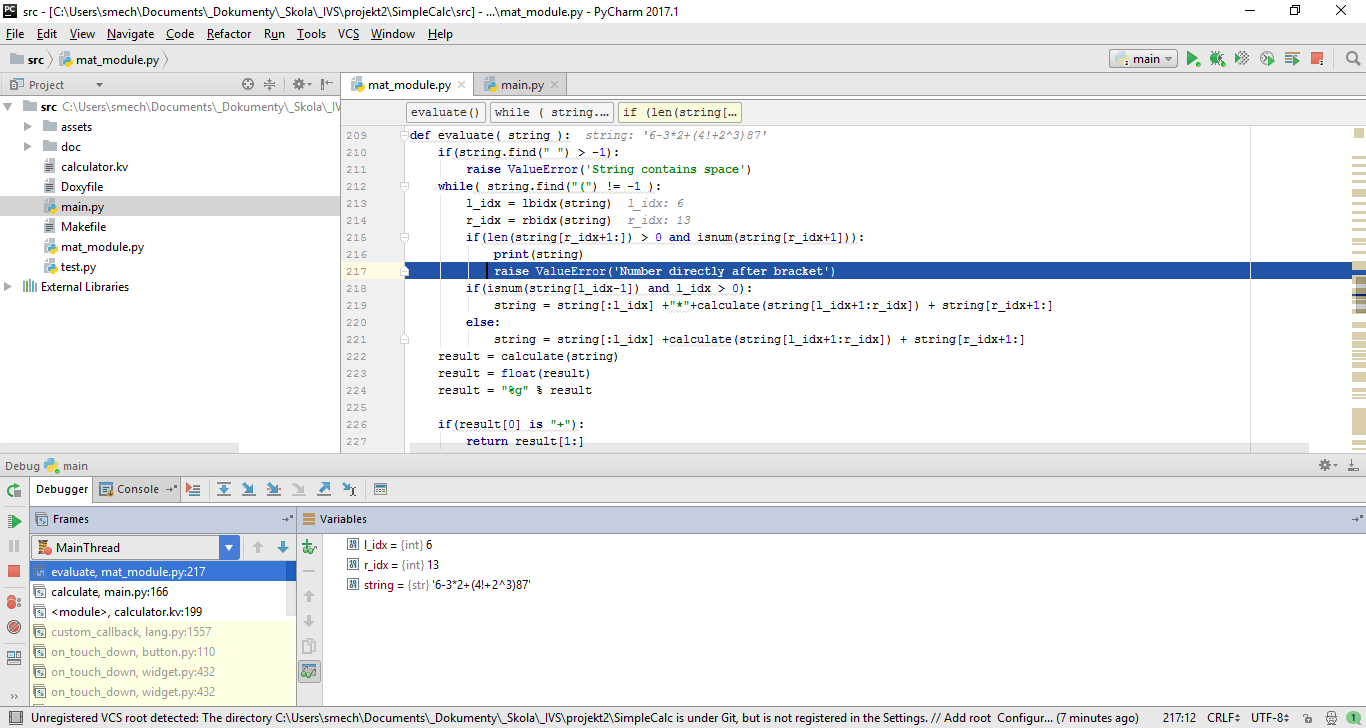 src - [C:\Users\smech\Documents\_Dokumenty\_Skola\_IVS\projekt2\SimpleCalc\src] - ...\mat_module.py - PyCharm 2017.1
File Edit View Navigate Code Refactor Run Tools VCS Window Help
src mat_module.py main
Project mat_module.py main.py
src C:\Users\smech\Documents\_Dokumenty\_Skola\_IV
assets
doc
calculator.kv
Doxyfile
main.py
Makefile
mat_module.py
test.py
External Libraries
evaluate() while ( string.... if (len(string[...
209 def evaluate( string ): string: '6-3*2+(4!+2^3)87'
210 if(string.find(" ") > -1):
211 raise ValueError('String contains space')
212 while( string.find("(") != -1 ):
213 l_idx = lbidx(string) l_idx: 6
214 r_idx = rbidx(string) r_idx: 13
215 if(len(string[r_idx+1:]) > 0 and isnum(string[r_idx+1])):
216 print(string)
217 raise ValueError('Number directly after bracket')
218 if(isnum(string[l_idx-1]) and l_idx > 0):
219 string = string[:l_idx] +"*"+calculate(string[l_idx+1:r_idx]) + string[r_idx+1:]
220 else:
221 string = string[:l_idx] +calculate(string[l_idx+1:r_idx]) + string[r_idx+1:]
222 result = calculate(string)
223 result = float(result)
224 result = "%g" % result
225
226 if(result[0] is "+"):
227 return result[1:]
Debug main
Debugger Console
Frames Variables
MainThread
evaluate, mat_module.py:217
calculate, main.py:166
<module>, calculator.kv:199
custom_callback, lang.py:1557
on_touch_down, button.py:110
on_touch_down, widget.py:432
on_touch_down, widget.py:432
l_idx = {int} 6
r_idx = {int} 13
string = {str} '6-3*2+(4!+2^3)87'
Unregistered VCS root detected: The directory C:\Users\smech\Documents\_Dokumenty\_Skola\_IVS\projekt2\SimpleCalc is under Git, but is not registered in the Settings. // Add root Configur... (7 minutes ago) 217:12 CRLF UTF-8 1